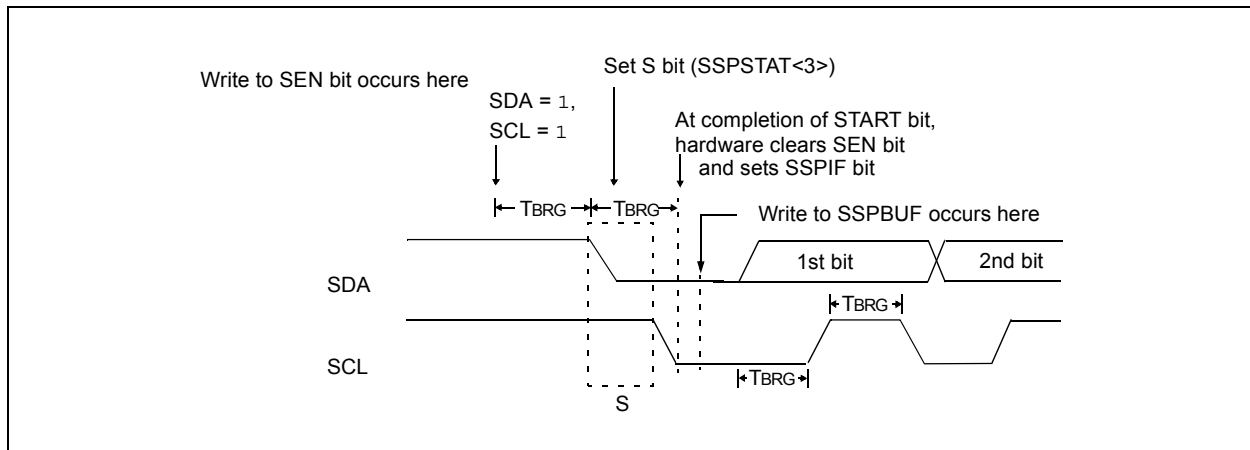 Write to SEN bit occurs here
Set S bit (SSPSTAT<3>)
SDA = 1,
SCL = 1
At completion of START bit,
hardware clears SEN bit
and sets SSPIF bit
TBRG
TBRG
Write to SSPBUF occurs here
SDA
1st bit
2nd bit
TBRG
SCL
TBRG
S